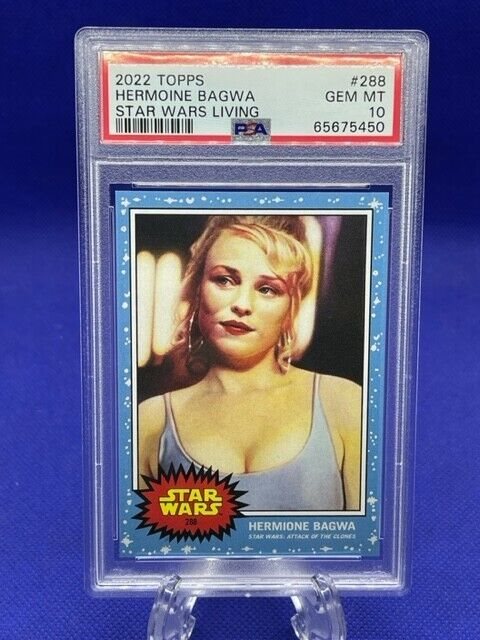 2022 TOPPS #288
HERMOINE BAGWA GEM MT
STAR WARS LIVING 10
PSA 65675450
STAR
WARS
288
HERMIONE BAGWA
STAR WARS: ATTACK OF THE CLONES